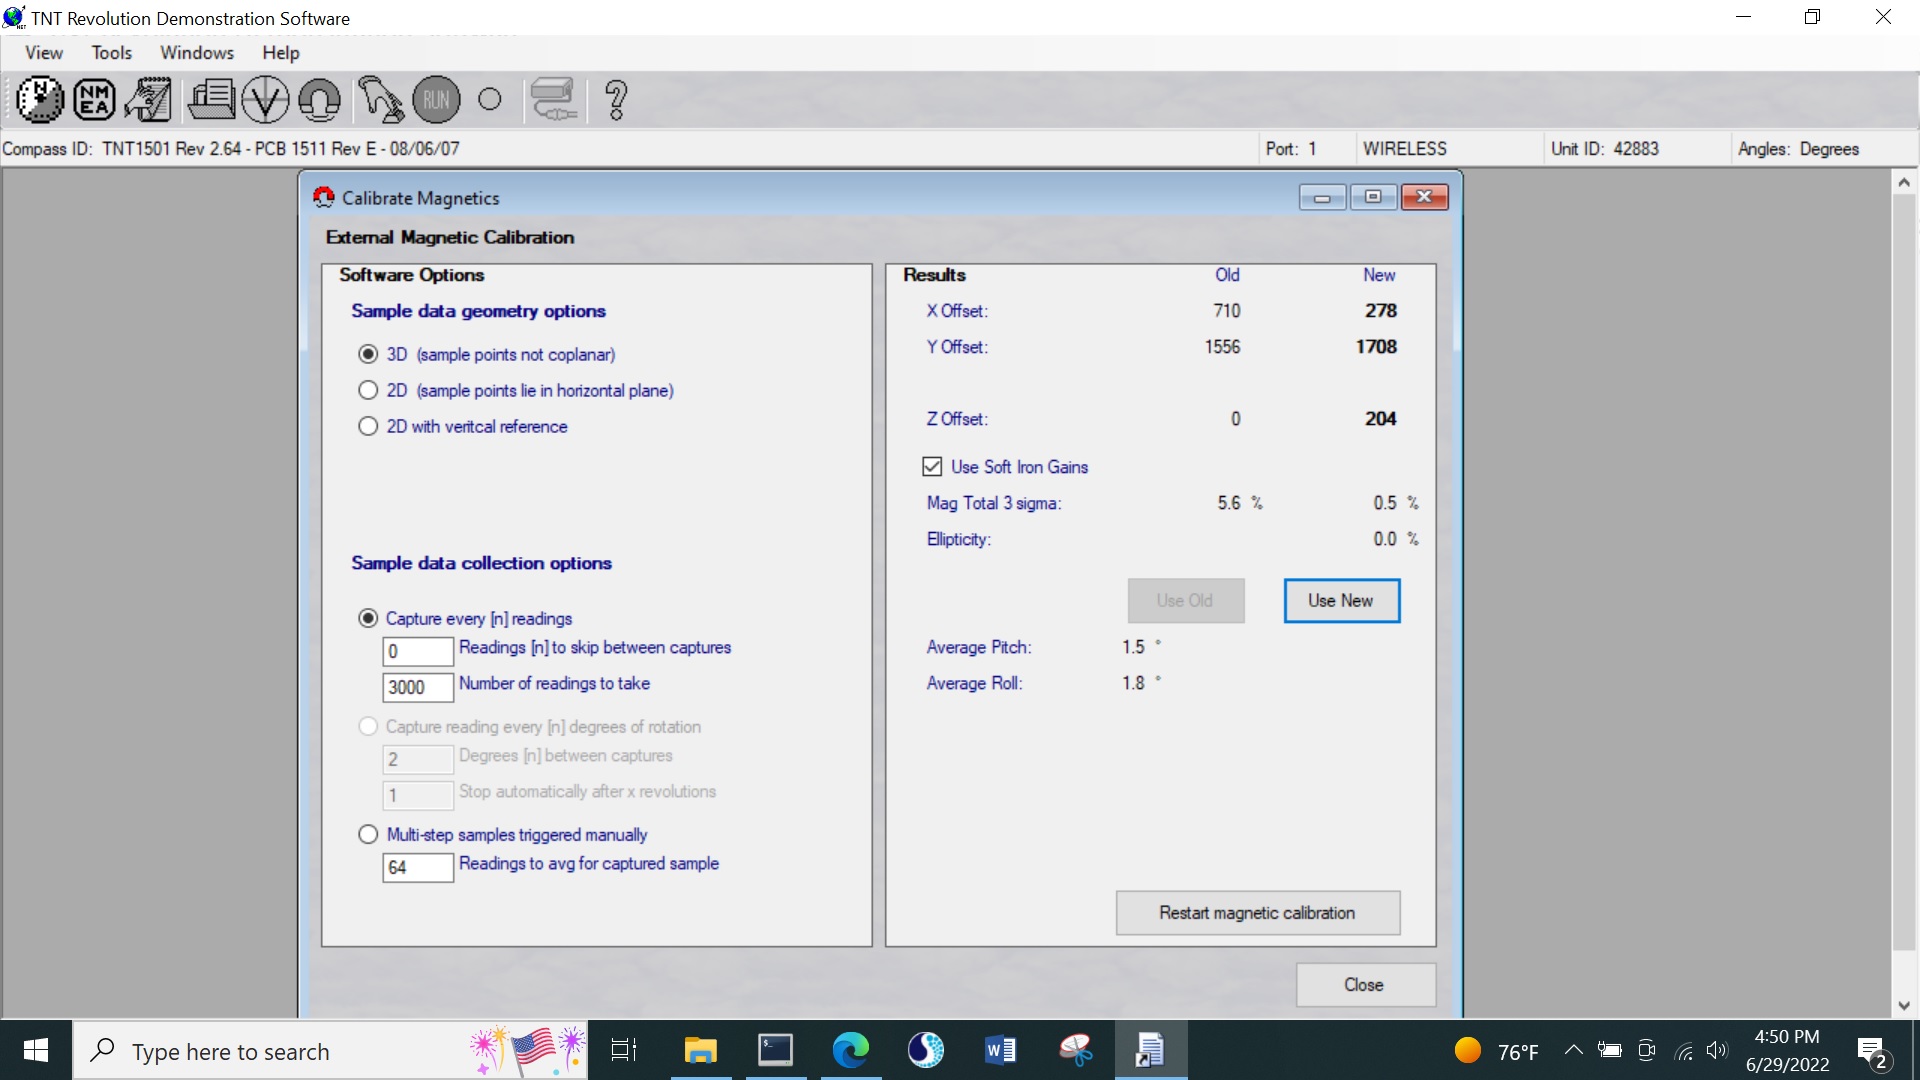 TNT Revolution Demonstration Software
View Tools Windows Help
N NM EA V RUN ?
Compass ID: TNT1501 Rev 2.64 - PCB 1511 Rev E - 08/06/07 Port: 1 WIRELESS Unit ID: 42883 Angles: Degrees
Calibrate Magnetics
External Magnetic Calibration
Software Options
Sample data geometry options
3D (sample points not coplanar)
2D (sample points lie in horizontal plane)
2D with veritcal reference
Sample data collection options
Capture every [n] readings
0 Readings [n] to skip between captures
3000 Number of readings to take
Capture reading every [n] degrees of rotation
2 Degrees [n] between captures
1 Stop automatically after x revolutions
Multi-step samples triggered manually
64 Readings to avg for captured sample
Results Old New
X Offset: 710 278
Y Offset: 1556 1708
Z Offset: 0 204
Use Soft Iron Gains
Mag Total 3 sigma: 5.6 % 0.5 %
Ellipticity: 0.0 %
Use Old Use New
Average Pitch: 1.5 °
Average Roll: 1.8 °
Restart magnetic calibration
Close
Type here to search
W
76°F
4:50 PM
6/29/2022
2